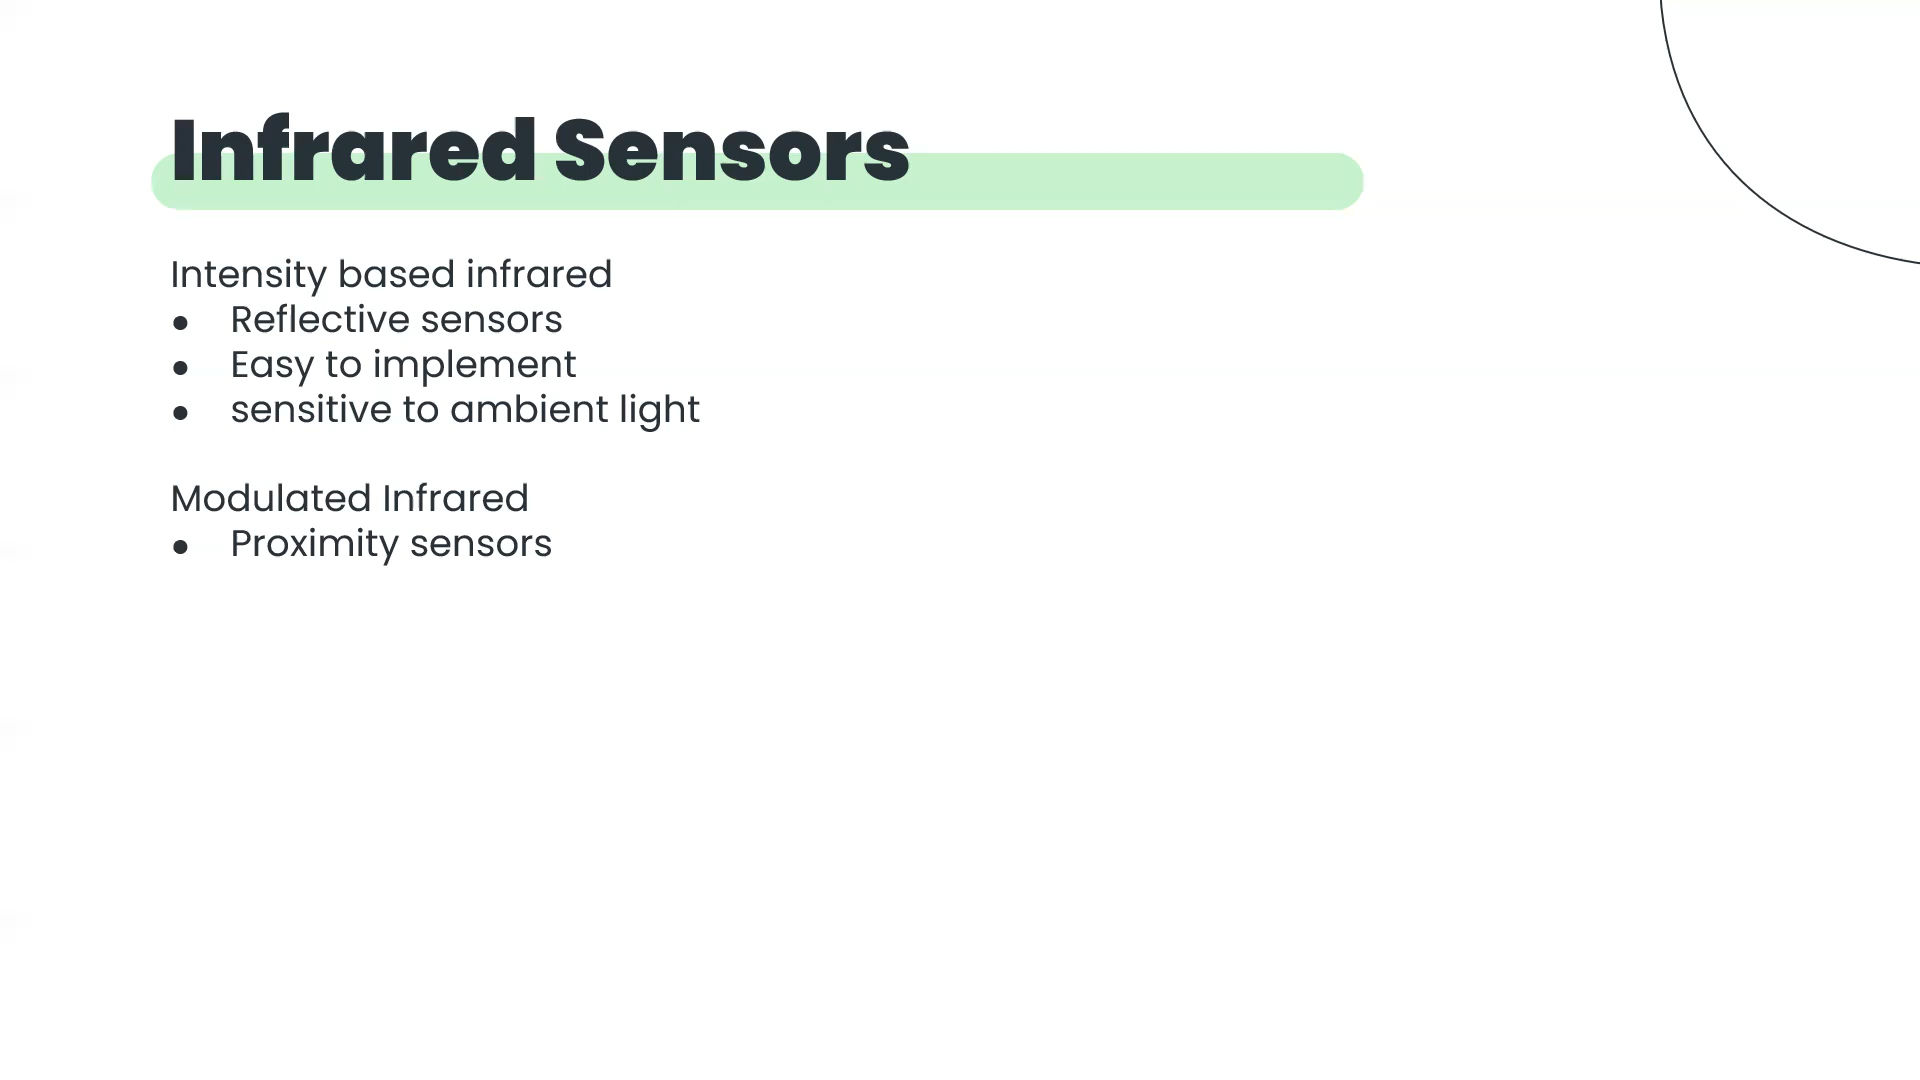 Infrared Sensors
Intensity based infrared
● Reflective sensors
● Easy to implement
● sensitive to ambient light
Modulated Infrared
● Proximity sensors